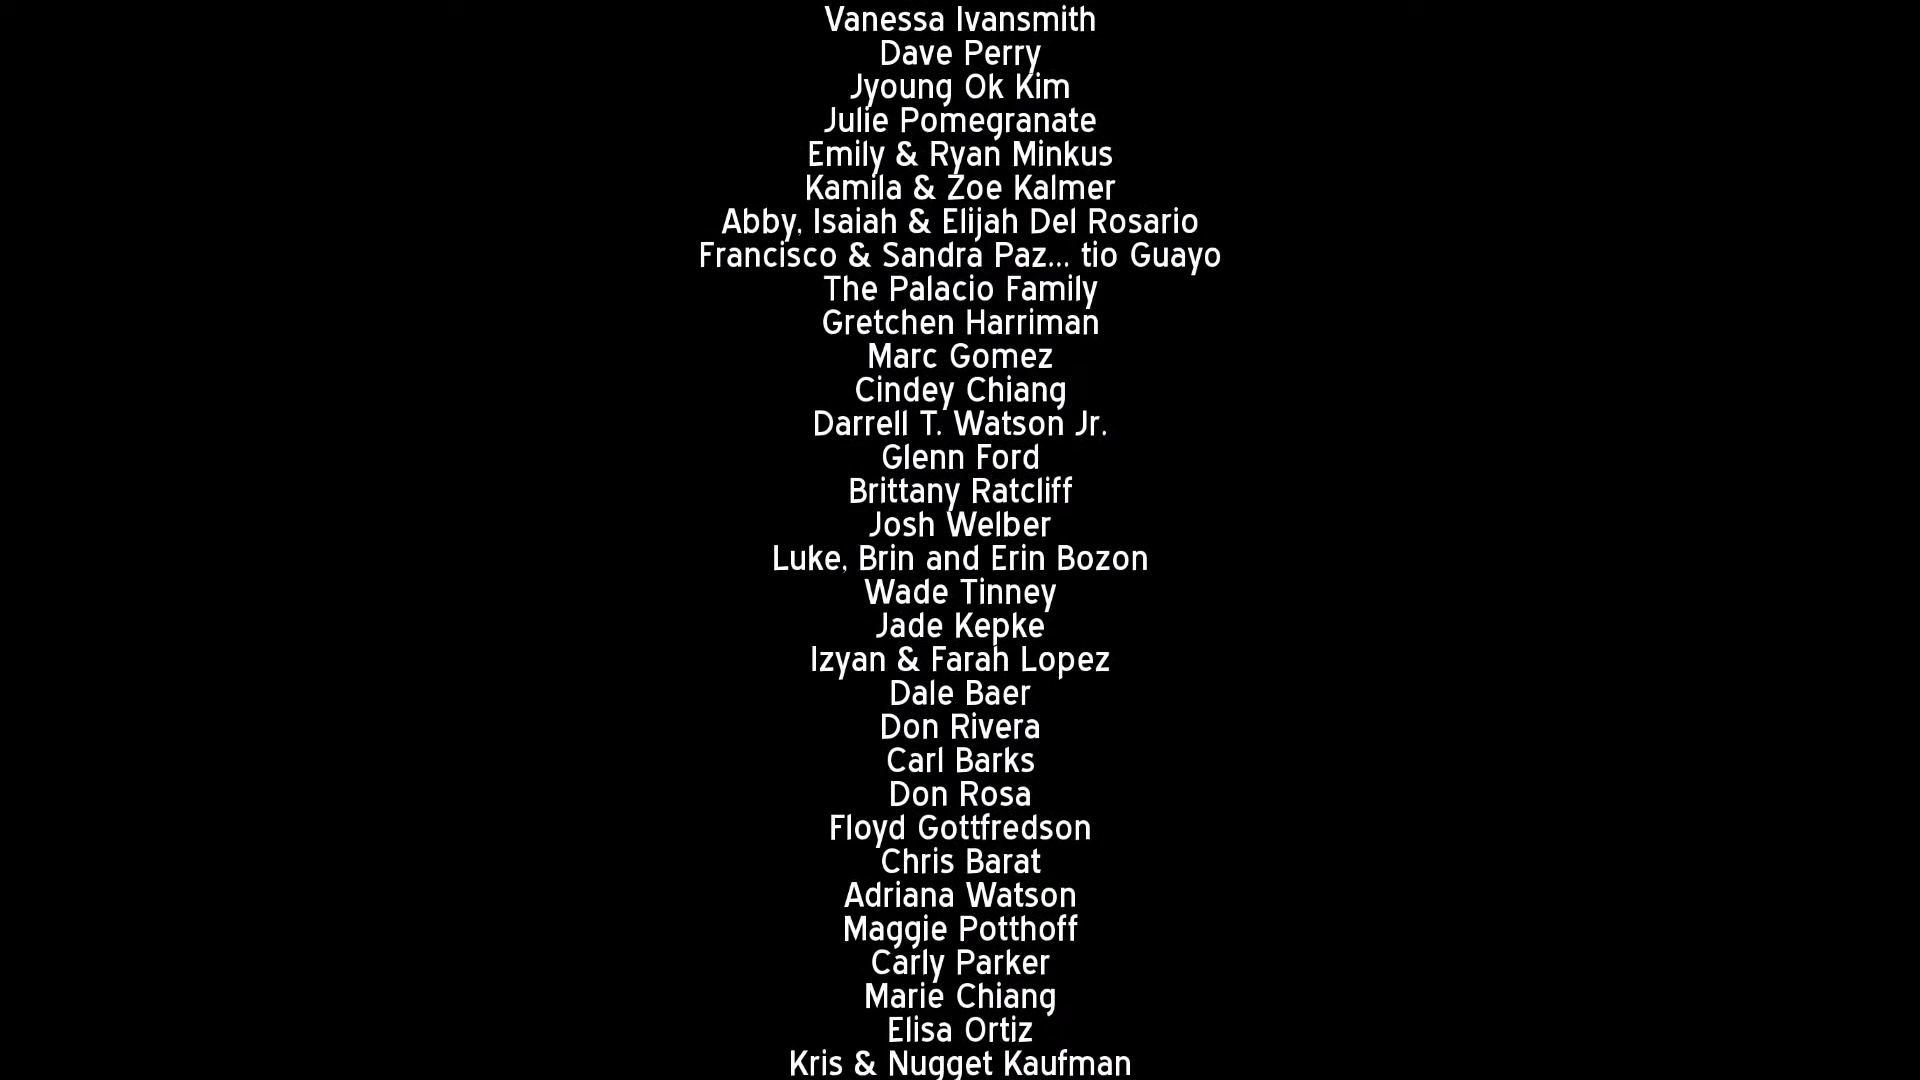 Vanessa Ivansmith
Dave Perry
Jyoung Ok Kim
Julie Pomegranate
Emily & Ryan Minkus
Kamila & Zoe Kalmer
Abby, Isaiah & Elijah Del Rosario
Francisco & Sandra Paz... tio Guayo
The Palacio Family
Gretchen Harriman
Marc Gomez
Cindey Chiang
Darrell T. Watson Jr.
Glenn Ford
Brittany Ratcliff
Josh Welber
Luke, Brin and Erin Bozon
Wade Tinney
Jade Kepke
Izyan & Farah Lopez
Dale Baer
Don Rivera
Carl Barks
Don Rosa
Floyd Gottfredson
Chris Barat
Adriana Watson
Maggie Potthoff
Carly Parker
Marie Chiang
Elisa Ortiz
Kris & Nugget Kaufman